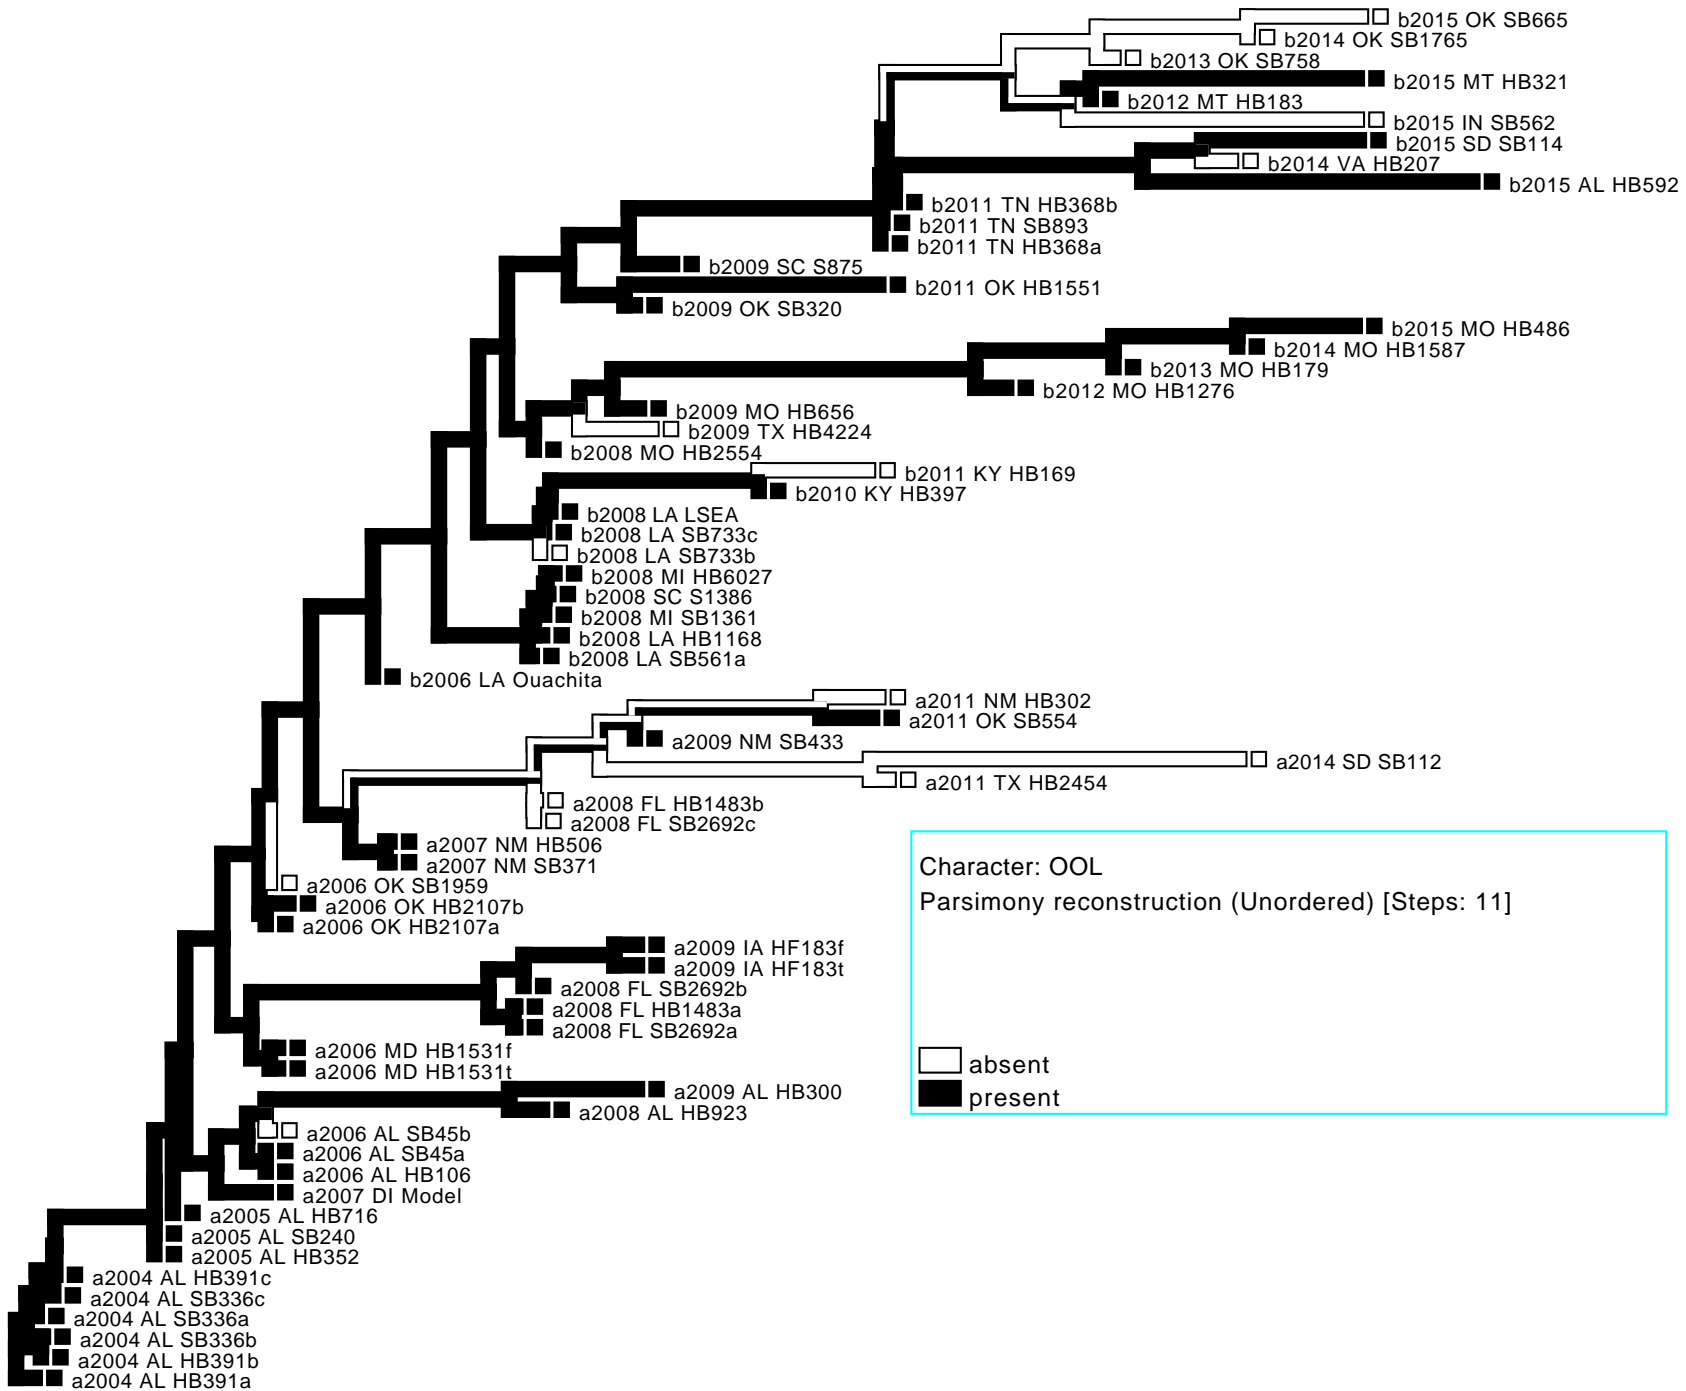 b2015 OK SB665
b2014 OK SB1765
b2013 OK SB758
b2015 MT HB321
b2012 MT HB183
b2015 IN SB562
b2015 SD SB114
b2014 VA HB207
b2015 AL HB592
b2011 TN HB368b
b2011 TN SB893
b2011 TN HB368a
b2009 SC S875
b2011 OK HB1551
b2009 OK SB320
b2015 MO HB486
b2014 MO HB1587
b2013 MO HB179
b2012 MO HB1276
b2009 MO HB656
b2009 TX HB4224
b2008 MO HB2554
b2011 KY HB169
b2010 KY HB397
b2008 LA LSEA
b2008 LA SB733c
b2008 LA SB733b
b2008 MI HB6027
b2008 SC S1386
b2008 MI SB1361
b2008 LA HB1168
b2008 LA SB561a
b2006 LA Ouachita
a2011 NM HB302
a2011 OK SB554
a2009 NM SB433
a2014 SD SB112
a2011 TX HB2454
a2008 FL HB1483b
a2008 FL SB2692c
a2007 NM HB506
a2007 NM SB371
a2006 OK SB1959
a2006 OK HB2107b
a2006 OK HB2107a
a2009 IA HF183f
a2009 IA HF183t
a2008 FL SB2692b
a2008 FL HB1483a
a2008 FL SB2692a
a2006 MD HB1531f
a2006 MD HB1531t
a2009 AL HB300
a2008 AL HB923
a2006 AL SB45b
a2006 AL SB45a
a2006 AL HB106
a2007 DI Model
a2005 AL HB716
a2005 AL SB240
a2005 AL HB352
a2004 AL HB391c
a2004 AL SB336c
a2004 AL SB336a
a2004 AL SB336b
a2004 AL HB391b
a2004 AL HB391a
Character: OOL
Parsimony reconstruction (Unordered) [Steps: 11]
absent
present